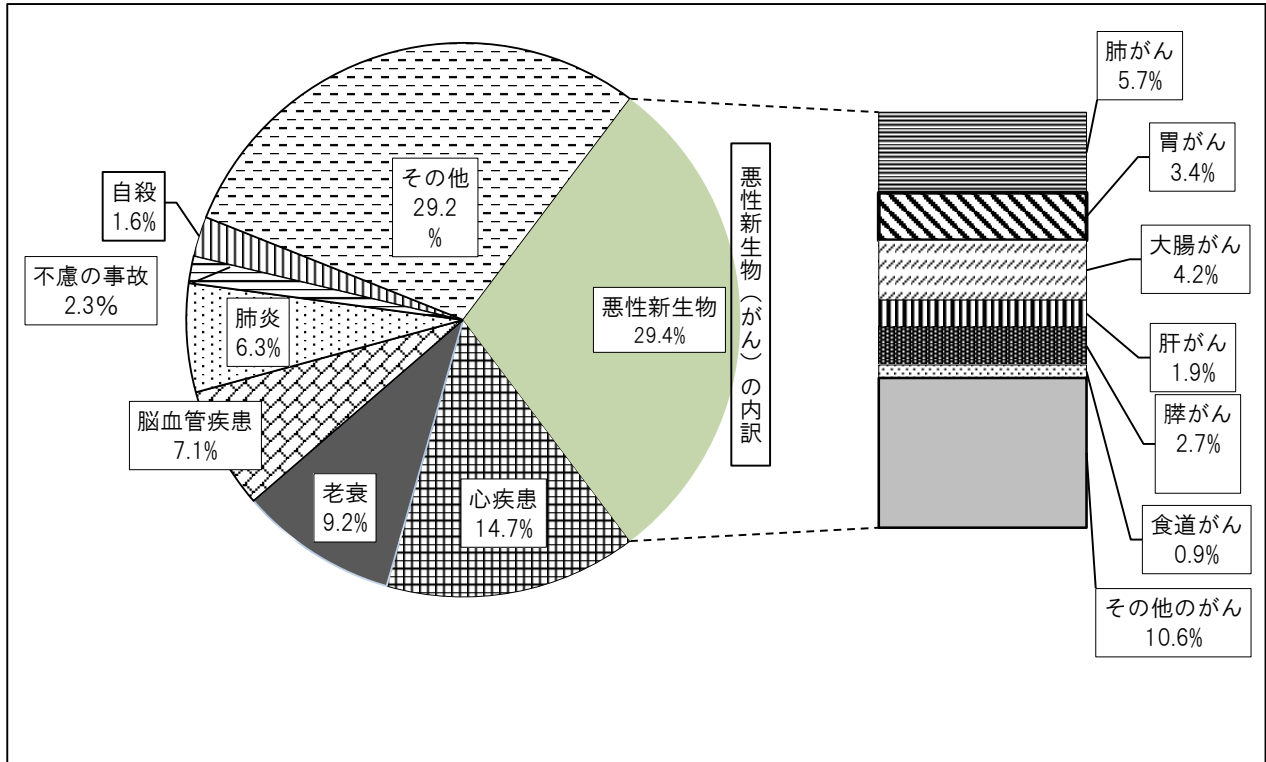 肺がん
5.7%
胃がん
3.4%
大腸がん
4.2%
肝がん
1.9%
膵がん
2.7%
食道がん
0.9%
その他のがん
10.6%
悪性新生物（がん）の内訳
悪性新生物
29.4%
心疾患
14.7%
老衰
9.2%
脳血管疾患
7.1%
肺炎
6.3%
不慮の事故
2.3%
自殺
1.6%
その他
29.2
%